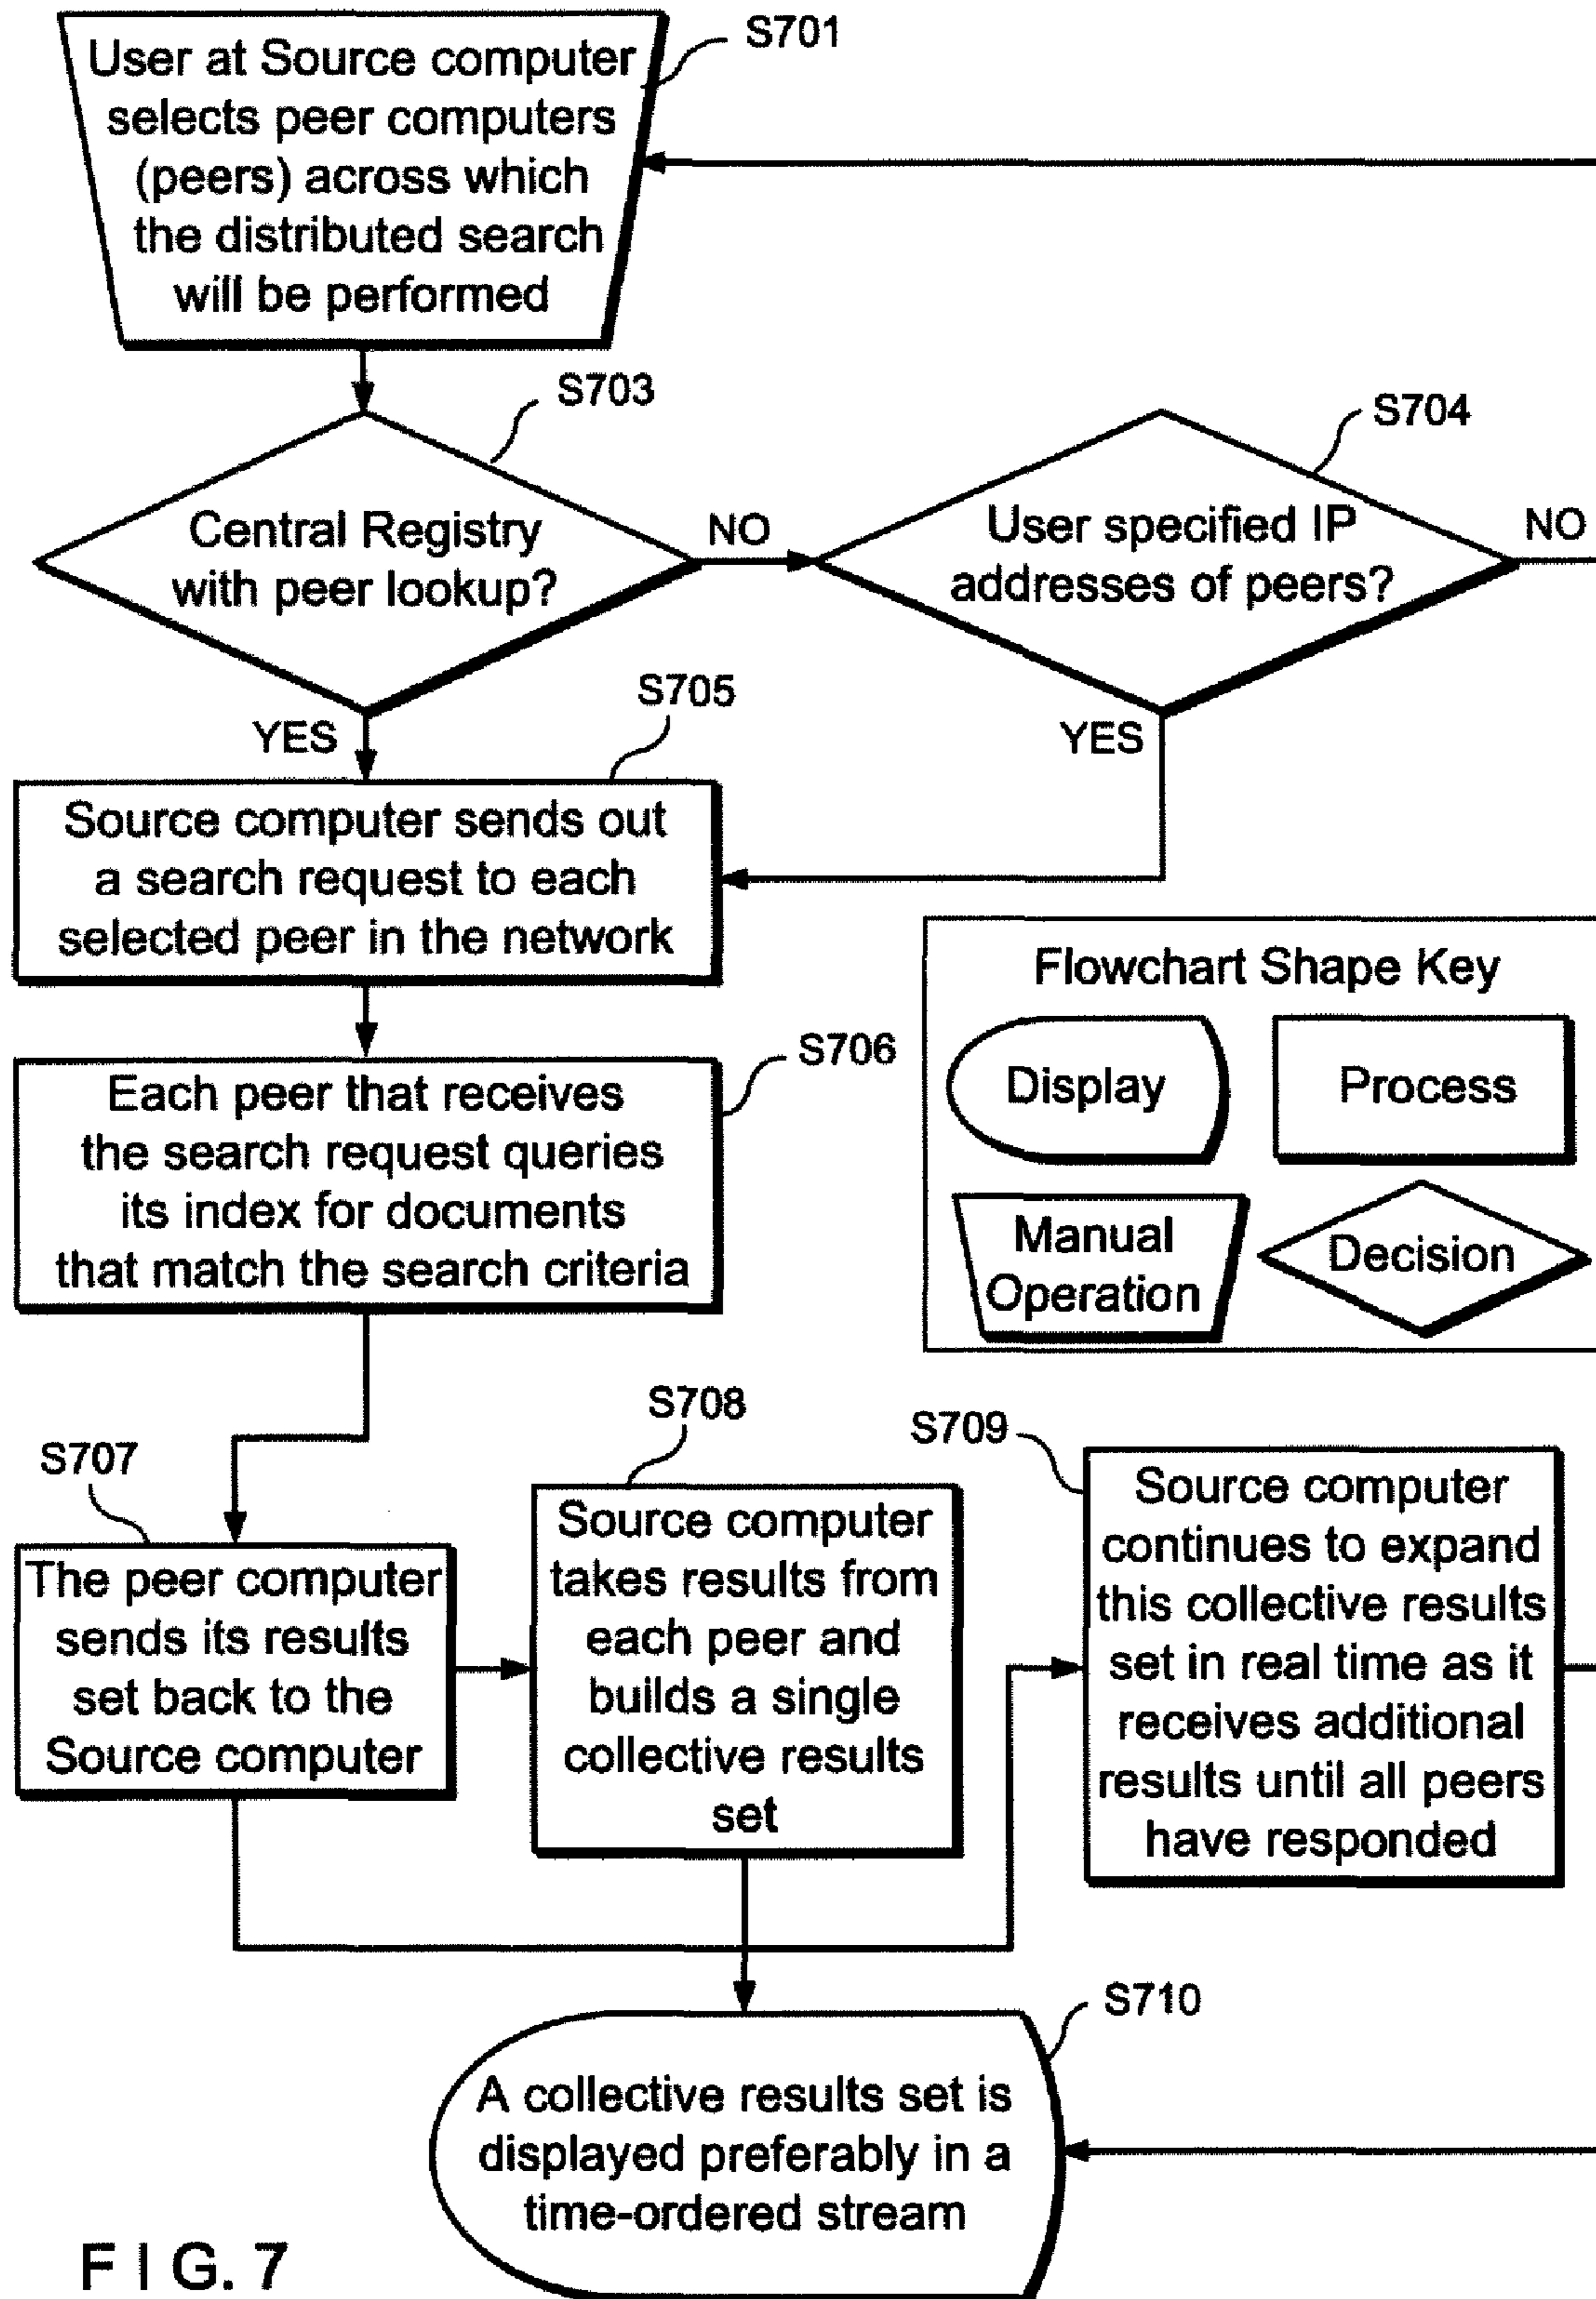 S701
User at Source computer
selects peer computers
(peers) across which
the distributed search
will be performed
S703
Central Registry
with peer lookup?
NO
YES
S704
User specified IP
addresses of peers?
NO
YES
S705
Source computer sends out
a search request to each
selected peer in the network
Flowchart Shape Key
Display
Process
Manual
Operation
Decision
S706
Each peer that receives
the search request queries
its index for documents
that match the search criteria
S707
The peer computer
sends its results
set back to the
Source computer
S708
Source computer
takes results from
each peer and
builds a single
collective results
set
S709
Source computer
continues to expand
this collective results
set in real time as it
receives additional
results until all peers
have responded
S710
A collective results set is
displayed preferably in a
time-ordered stream
F I G. 7